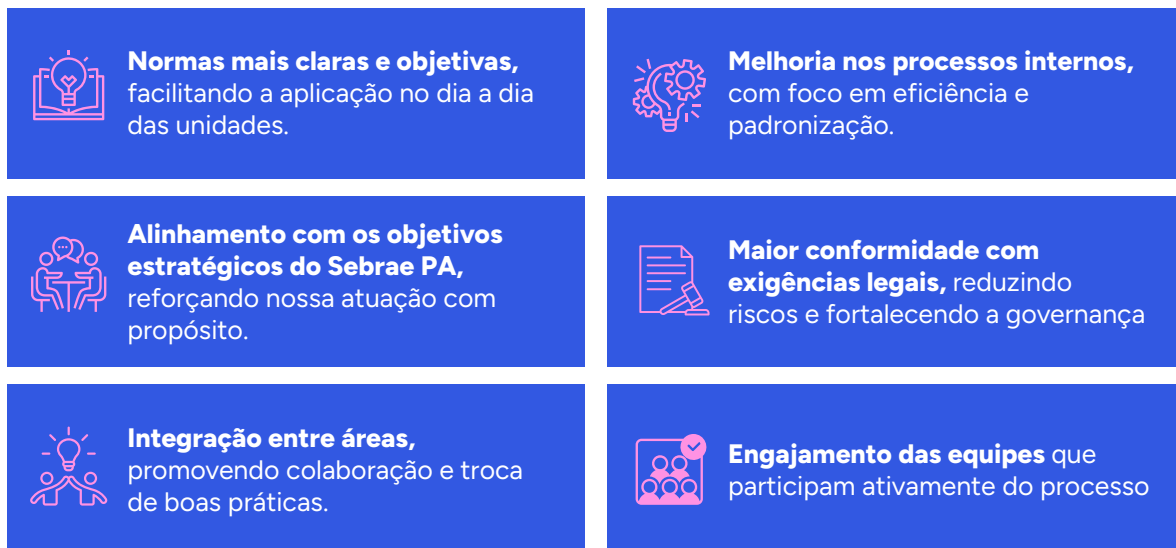 Normas mais claras e objetivas,
facilitando a aplicação no dia a dia
das unidades.
Melhoria nos processos internos,
com foco em eficiência e
padronização.
Alinhamento com os objetivos
estratégicos do Sebrae PA,
reforçando nossa atuação com
propósito.
Maior conformidade com
exigências legais, reduzindo
riscos e fortalecendo a governança
Integração entre áreas,
promovendo colaboração e troca
de boas práticas.
Engajamento das equipes que
participam ativamente do processo